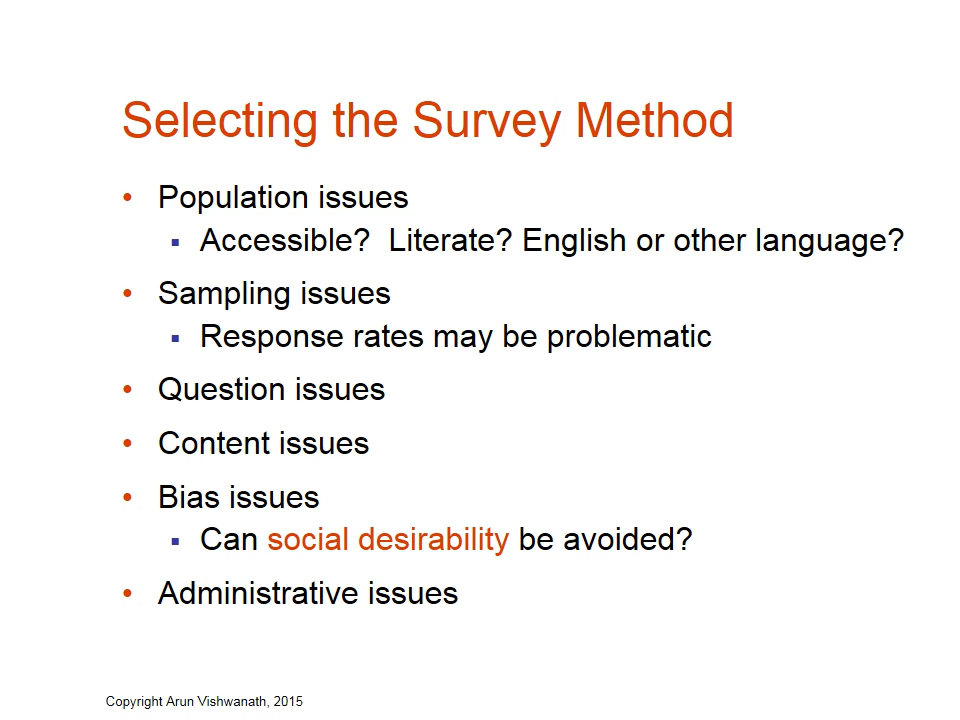 Selecting the Survey Method
• Population issues
▪ Accessible?  Literate? English or other language?
• Sampling issues
▪ Response rates may be problematic
• Question issues
• Content issues
• Bias issues
▪ Can social desirability be avoided?
• Administrative issues
Copyright Arun Vishwanath, 2015